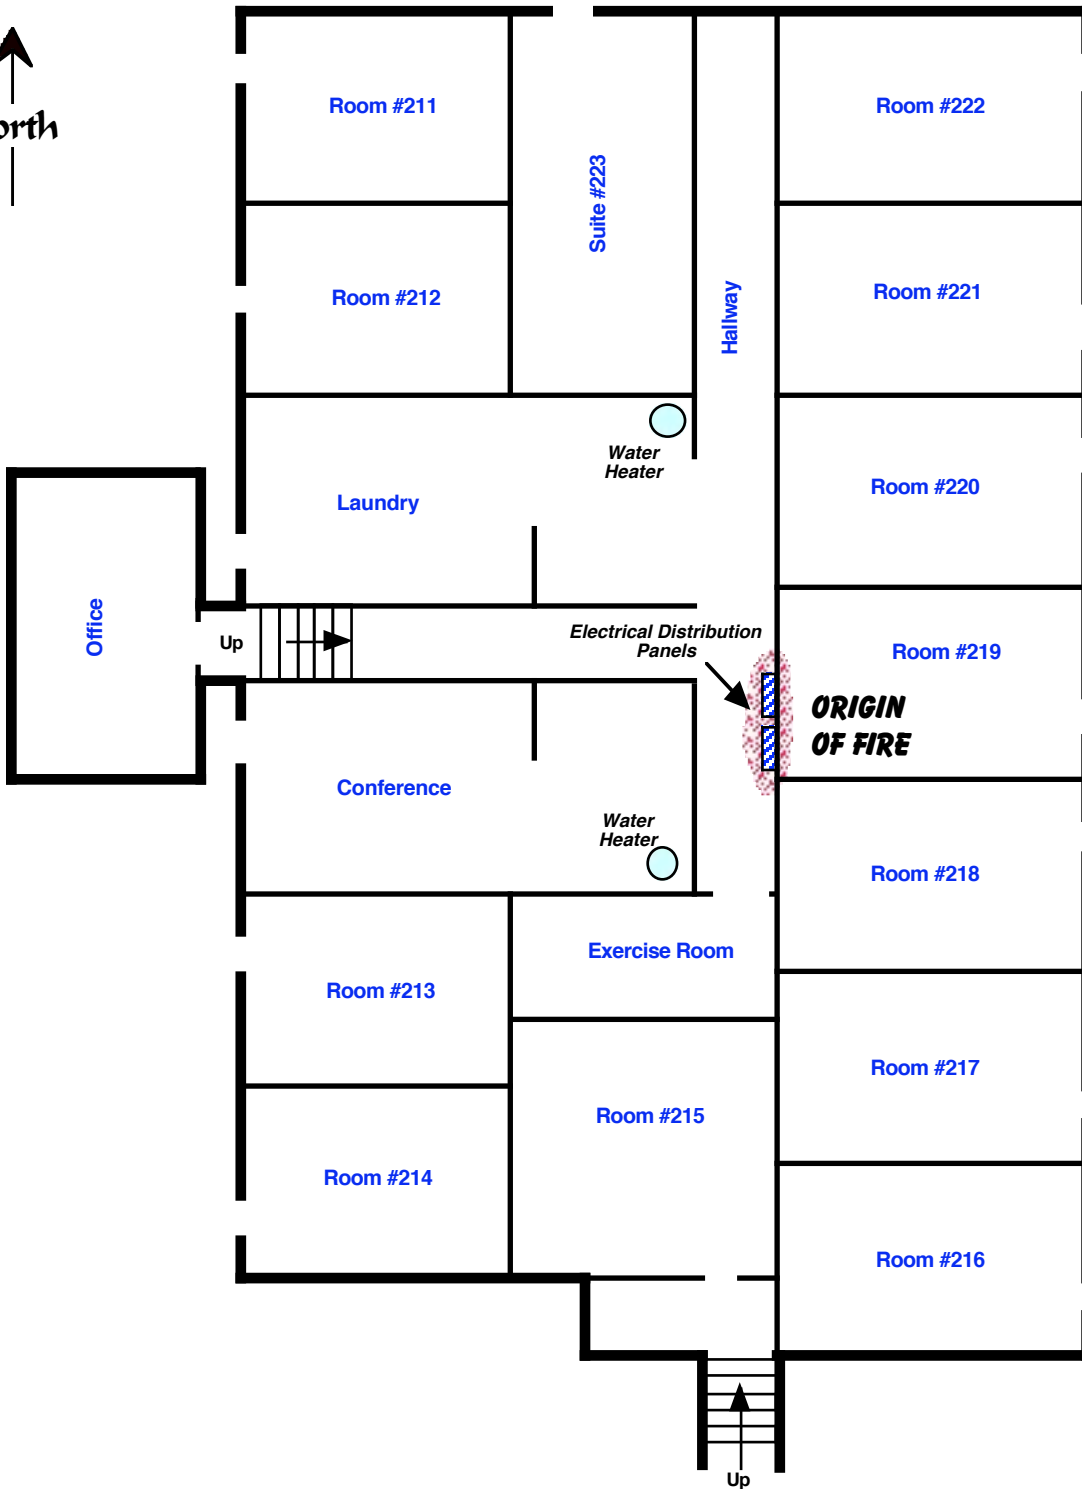 Room #211
Room #222
Suite #223
Room #212
Hallway
Room #221
Water
Heater
Laundry
Room #220
Office
Up
Electrical Distribution
Panels
Room #219
ORIGIN
OF FIRE
Conference
Water
Heater
Room #218
Exercise Room
Room #213
Room #217
Room #215
Room #214
Room #216
Up